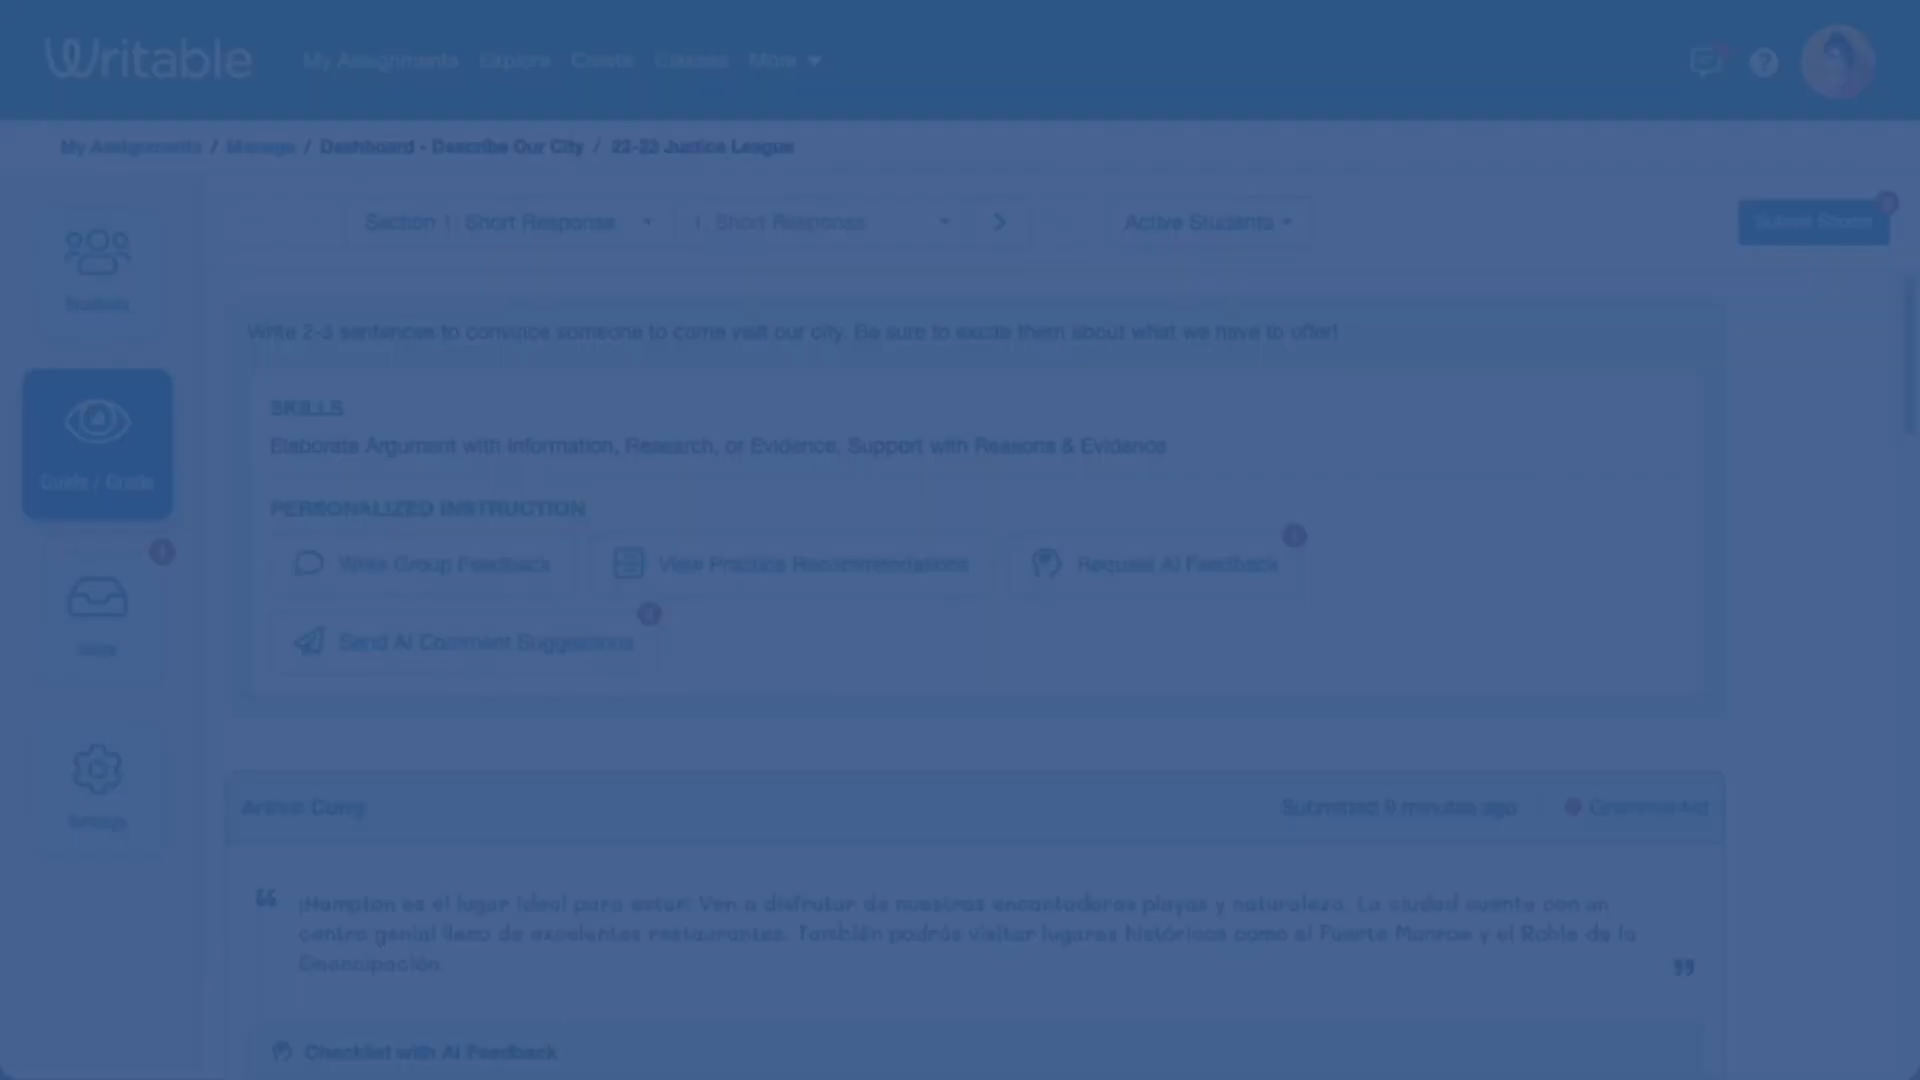 Writable
My Assignments Explore Create Classes More
My Assignments / Manage / Dashboard - Describe Our City / 22-23 Justice League
Section 1: Short Response
1. Short Response
Active Students
Students
Write 2-3 sentences to convince someone to come visit our city. Be sure to excite them about what we have to offer!
SKILLS
Elaborate Argument with Information, Research, or Evidence, Support with Reasons & Evidence
Guide / Grade
PERSONALIZED INSTRUCTION
Write Group Feedback
View Practice Recommendations
Request AI Feedback
Send AI Comment Suggestions
Settings
Curry
Submitted 9 minutes ago
“ ¡Hampton es el lugar ideal para estar! Ven a disfrutar de nuestras encantadoras playas y naturaleza. La ciudad cuenta con un
centro genial lleno de excelentes restaurantes. También podrás visitar lugares históricos como el Fuerte Monroe y el Roble de la
Emancipación. ”
Checklist with AI Feedback